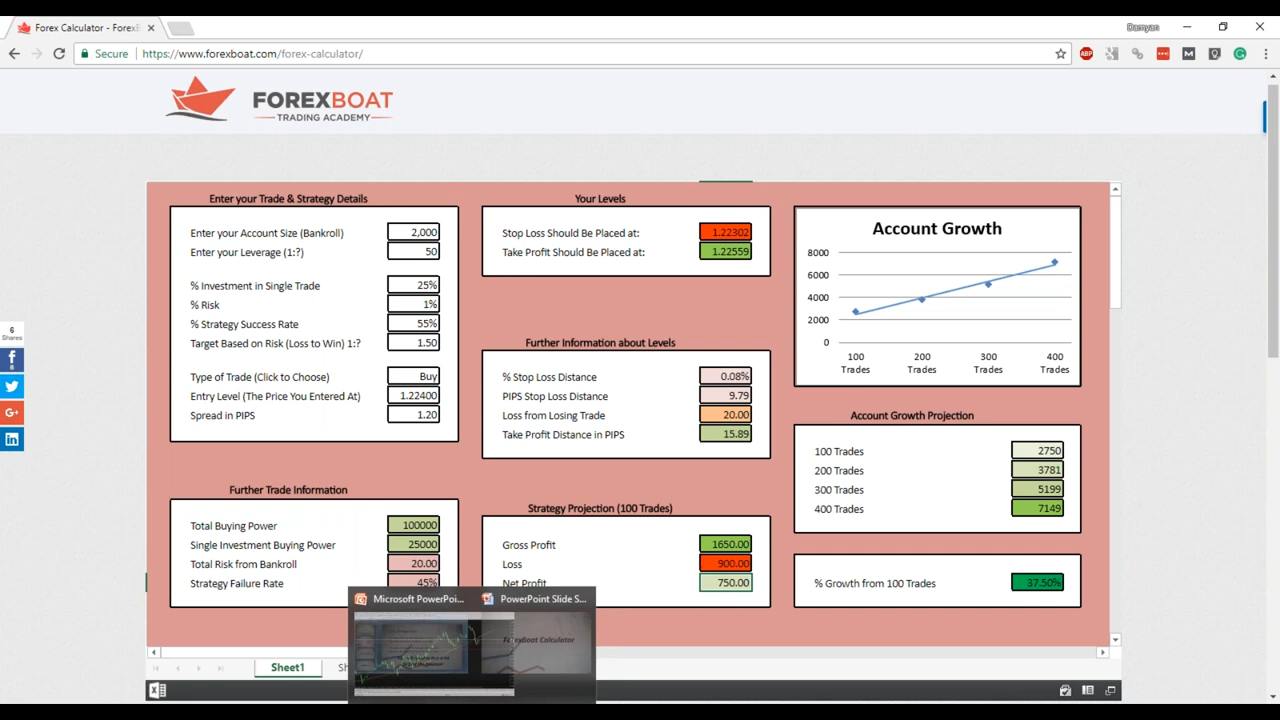 Forex Calculator - ForexB
Damyan
Secure
https://www.forexboat.com/forex-calculator/
ABP
FOREXBOAT
TRADING ACADEMY
6
Shares
8
Enter your Trade & Strategy Details
Enter your Account Size (Bankroll) 2,000
Enter your Leverage (1:?) 50
% Investment in Single Trade 25%
% Risk 1%
% Strategy Success Rate 55%
Target Based on Risk (Loss to Win) 1:? 1.50
Type of Trade (Click to Choose) Buy
Entry Level (The Price You Entered At) 1.22400
Spread in PIPS 1.20
Further Trade Information
Total Buying Power 100000
Single Investment Buying Power 25000
Total Risk from Bankroll 20.00
Strategy Failure Rate 45%
Your Levels
Stop Loss Should Be Placed at: 1.22302
Take Profit Should Be Placed at: 1.22559
Further Information about Levels
% Stop Loss Distance 0.08%
PIPS Stop Loss Distance 9.79
Loss from Losing Trade 20.00
Take Profit Distance in PIPS 15.89
Strategy Projection (100 Trades)
Gross Profit 1650.00
Loss 900.00
Net Profit 750.00
Account Growth
8000
6000
4000
2000
0
100 200 300 400
Trades Trades Trades Trades
Account Growth Projection
100 Trades 2750
200 Trades 3781
300 Trades 5199
400 Trades 7149
% Growth from 100 Trades 37.50%
Microsoft PowerPoi...
PowerPoint Slide S...
ForexBoat Calculator
Sheet1
Sh